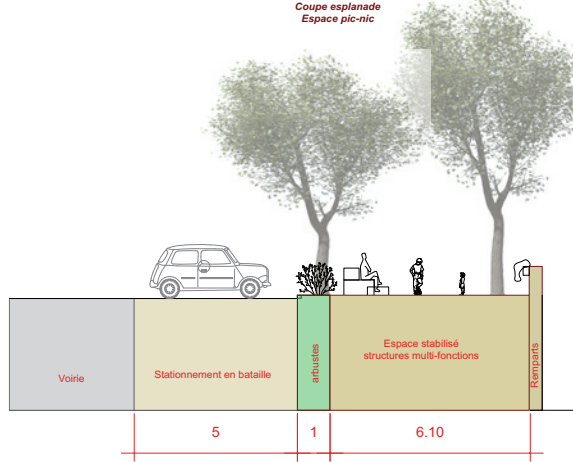 Coupe esplanade
Espace pic-nic
Voirie
Stationnement en bataille
arbustes
Espace stabilisé
structures multi-fonctions
Remparts
5
1
6.10